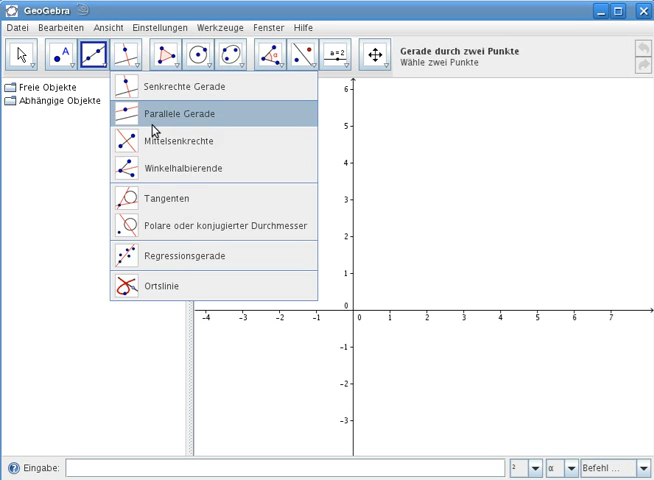 GeoGebra
Datei Bearbeiten Ansicht Einstellungen Werkzeuge Fenster Hilfe
A
α
a=2
Gerade durch zwei Punkte
Wähle zwei Punkte
Freie Objekte
Abhängige Objekte
Senkrechte Gerade
Parallele Gerade
Mittelsenkrechte
Winkelhalbierende
Tangenten
Polare oder konjugierter Durchmesser
Regressionsgerade
Ortslinie
6
5
4
3
2
1
0
-4 -3 -2 -1 0 1 2 3 4 5 6 7
-1
-2
-3
Eingabe: 2 α Befehl ...